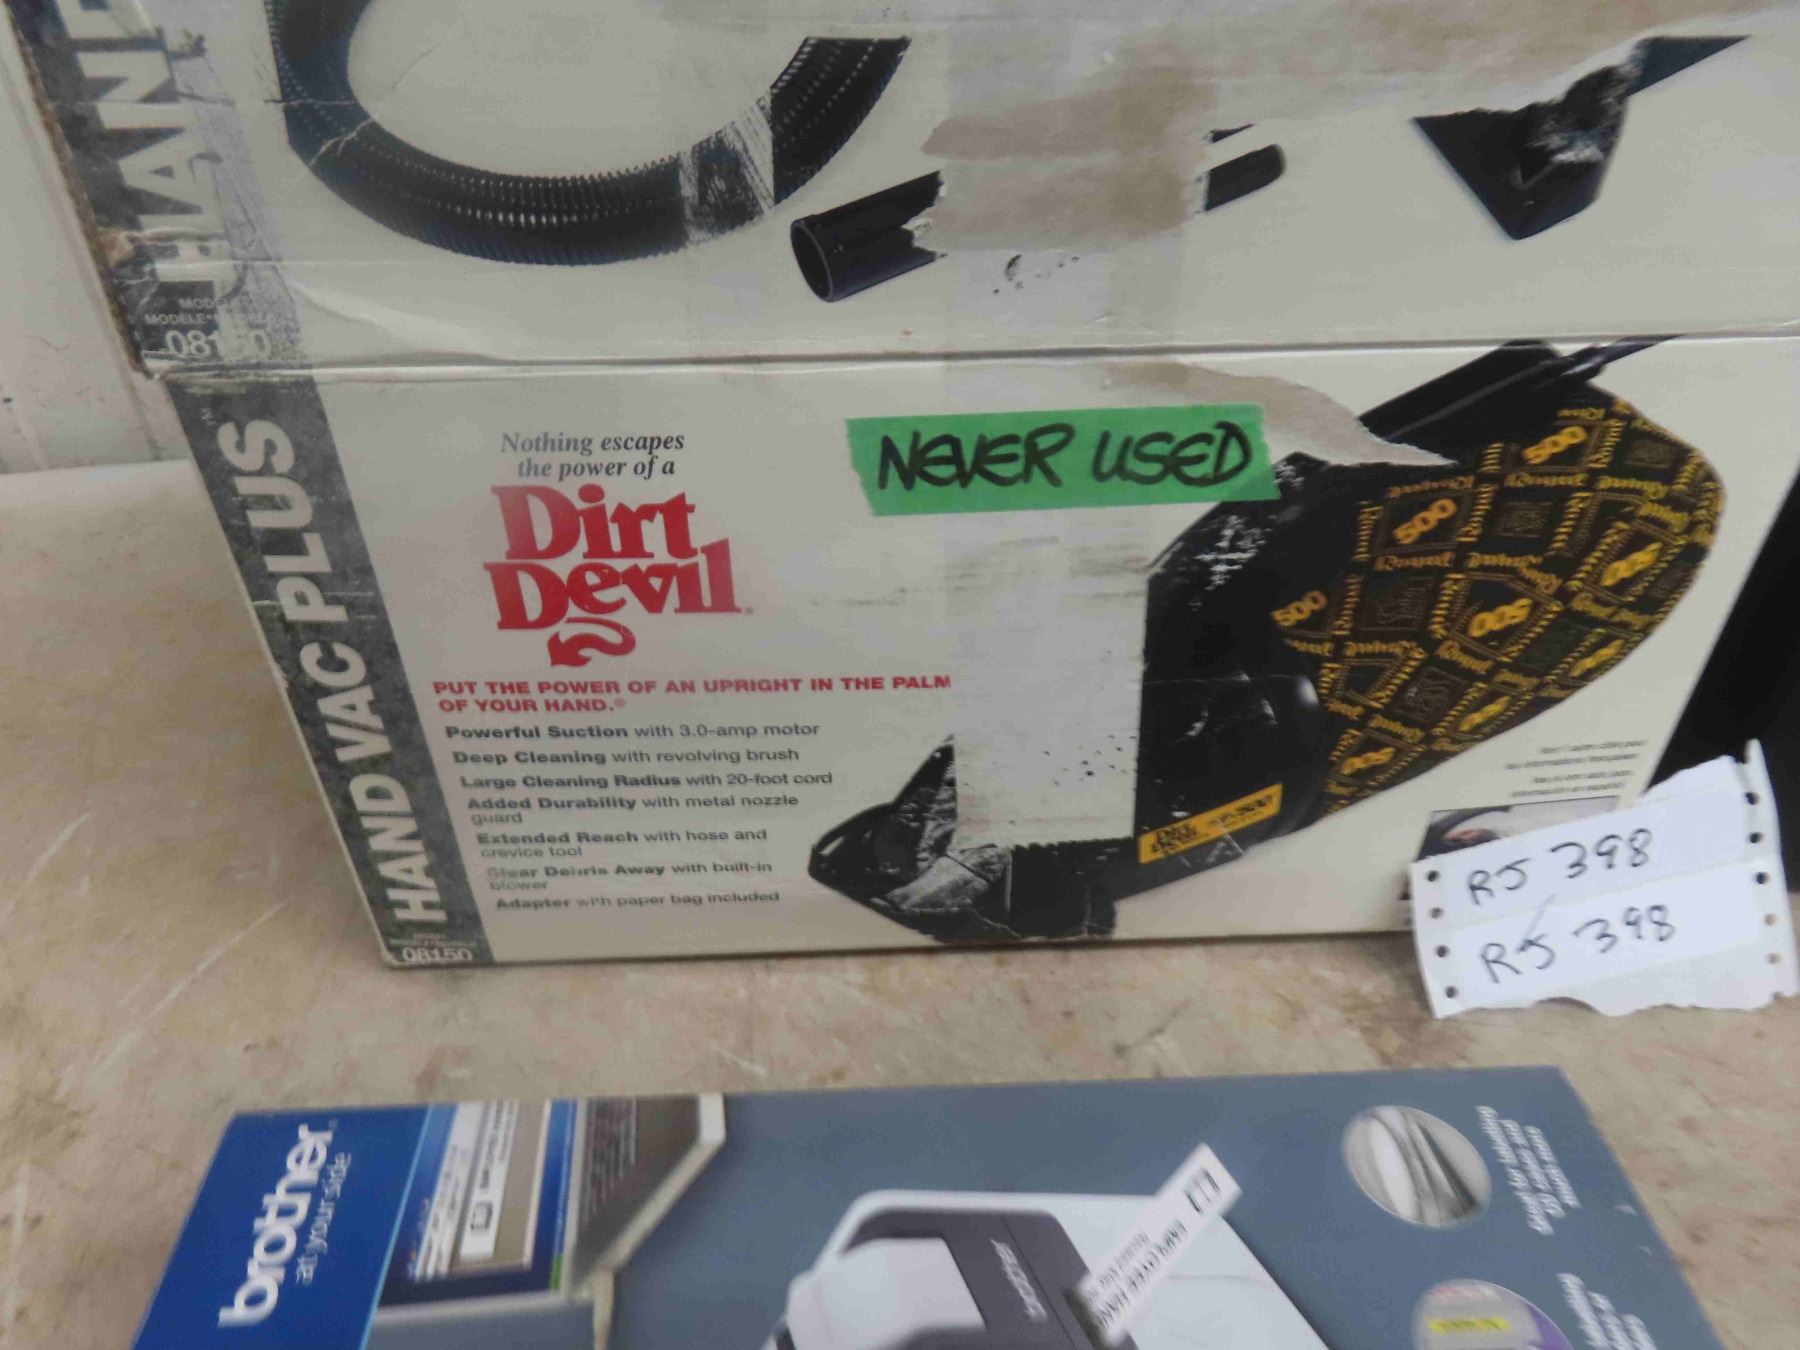 HAND
08150
HAND VAC PLUS
08150
Nothing escapes
the power of a
Dirt
Devil
PUT THE POWER OF AN UPRIGHT IN THE PALM
OF YOUR HAND.®
Powerful Suction with 3.0-amp motor
Deep Cleaning with revolving brush
Large Cleaning Radius with 20-foot cord
Added Durability with metal nozzle
guard
Extended Reach with hose and
crevice tool
Clear Debris Away with built-in
blower
Adapter with paper bag included
NEVER USED
500
Royal
RJ 398
RJ 398
brother
at your side
EMPLOYEE MAN
brother